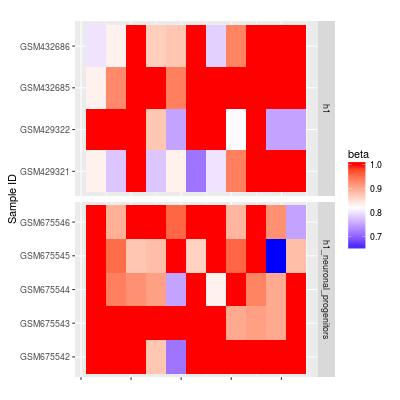 Sample ID
GSM432686
GSM432685
GSM429322
GSM429321
h1
GSM675546
GSM675545
GSM675544
GSM675543
GSM675542
h1_neuronal_progenitors
beta
1.0
0.9
0.8
0.7